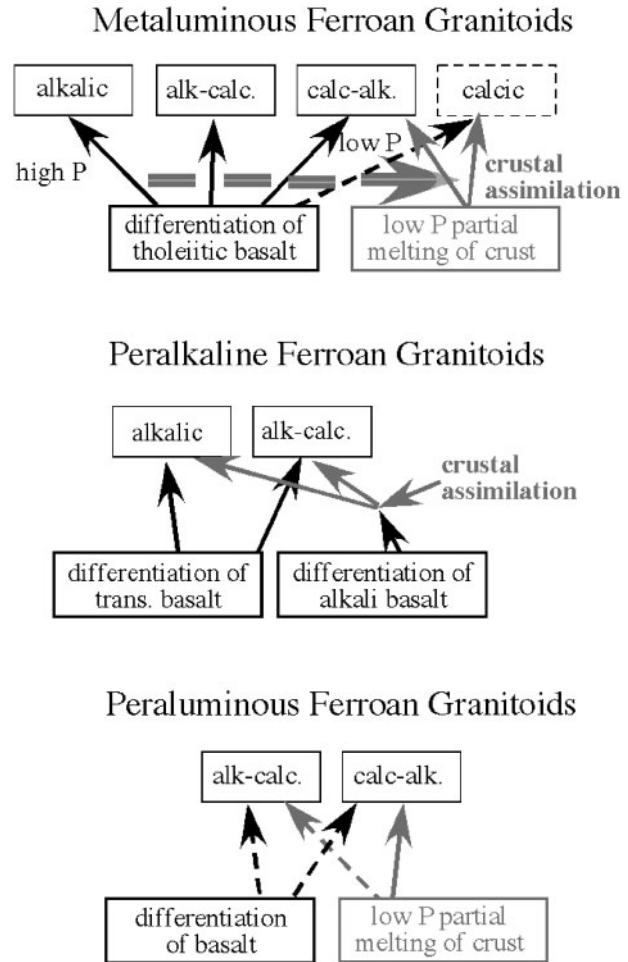 Metaluminous Ferroan Granitoids
alkalic
alk-calc.
calc-alk.
calcic
high P
low P
crustal
assimilation
differentiation of
tholeiitic basalt
low P partial
melting of crust
Peralkaline Ferroan Granitoids
alkalic
alk-calc.
crustal
assimilation
differentiation of
trans. basalt
differentiation of
alkali basalt
Peraluminous Ferroan Granitoids
alk-calc.
calc-alk.
differentiation
of basalt
low P partial
melting of crust